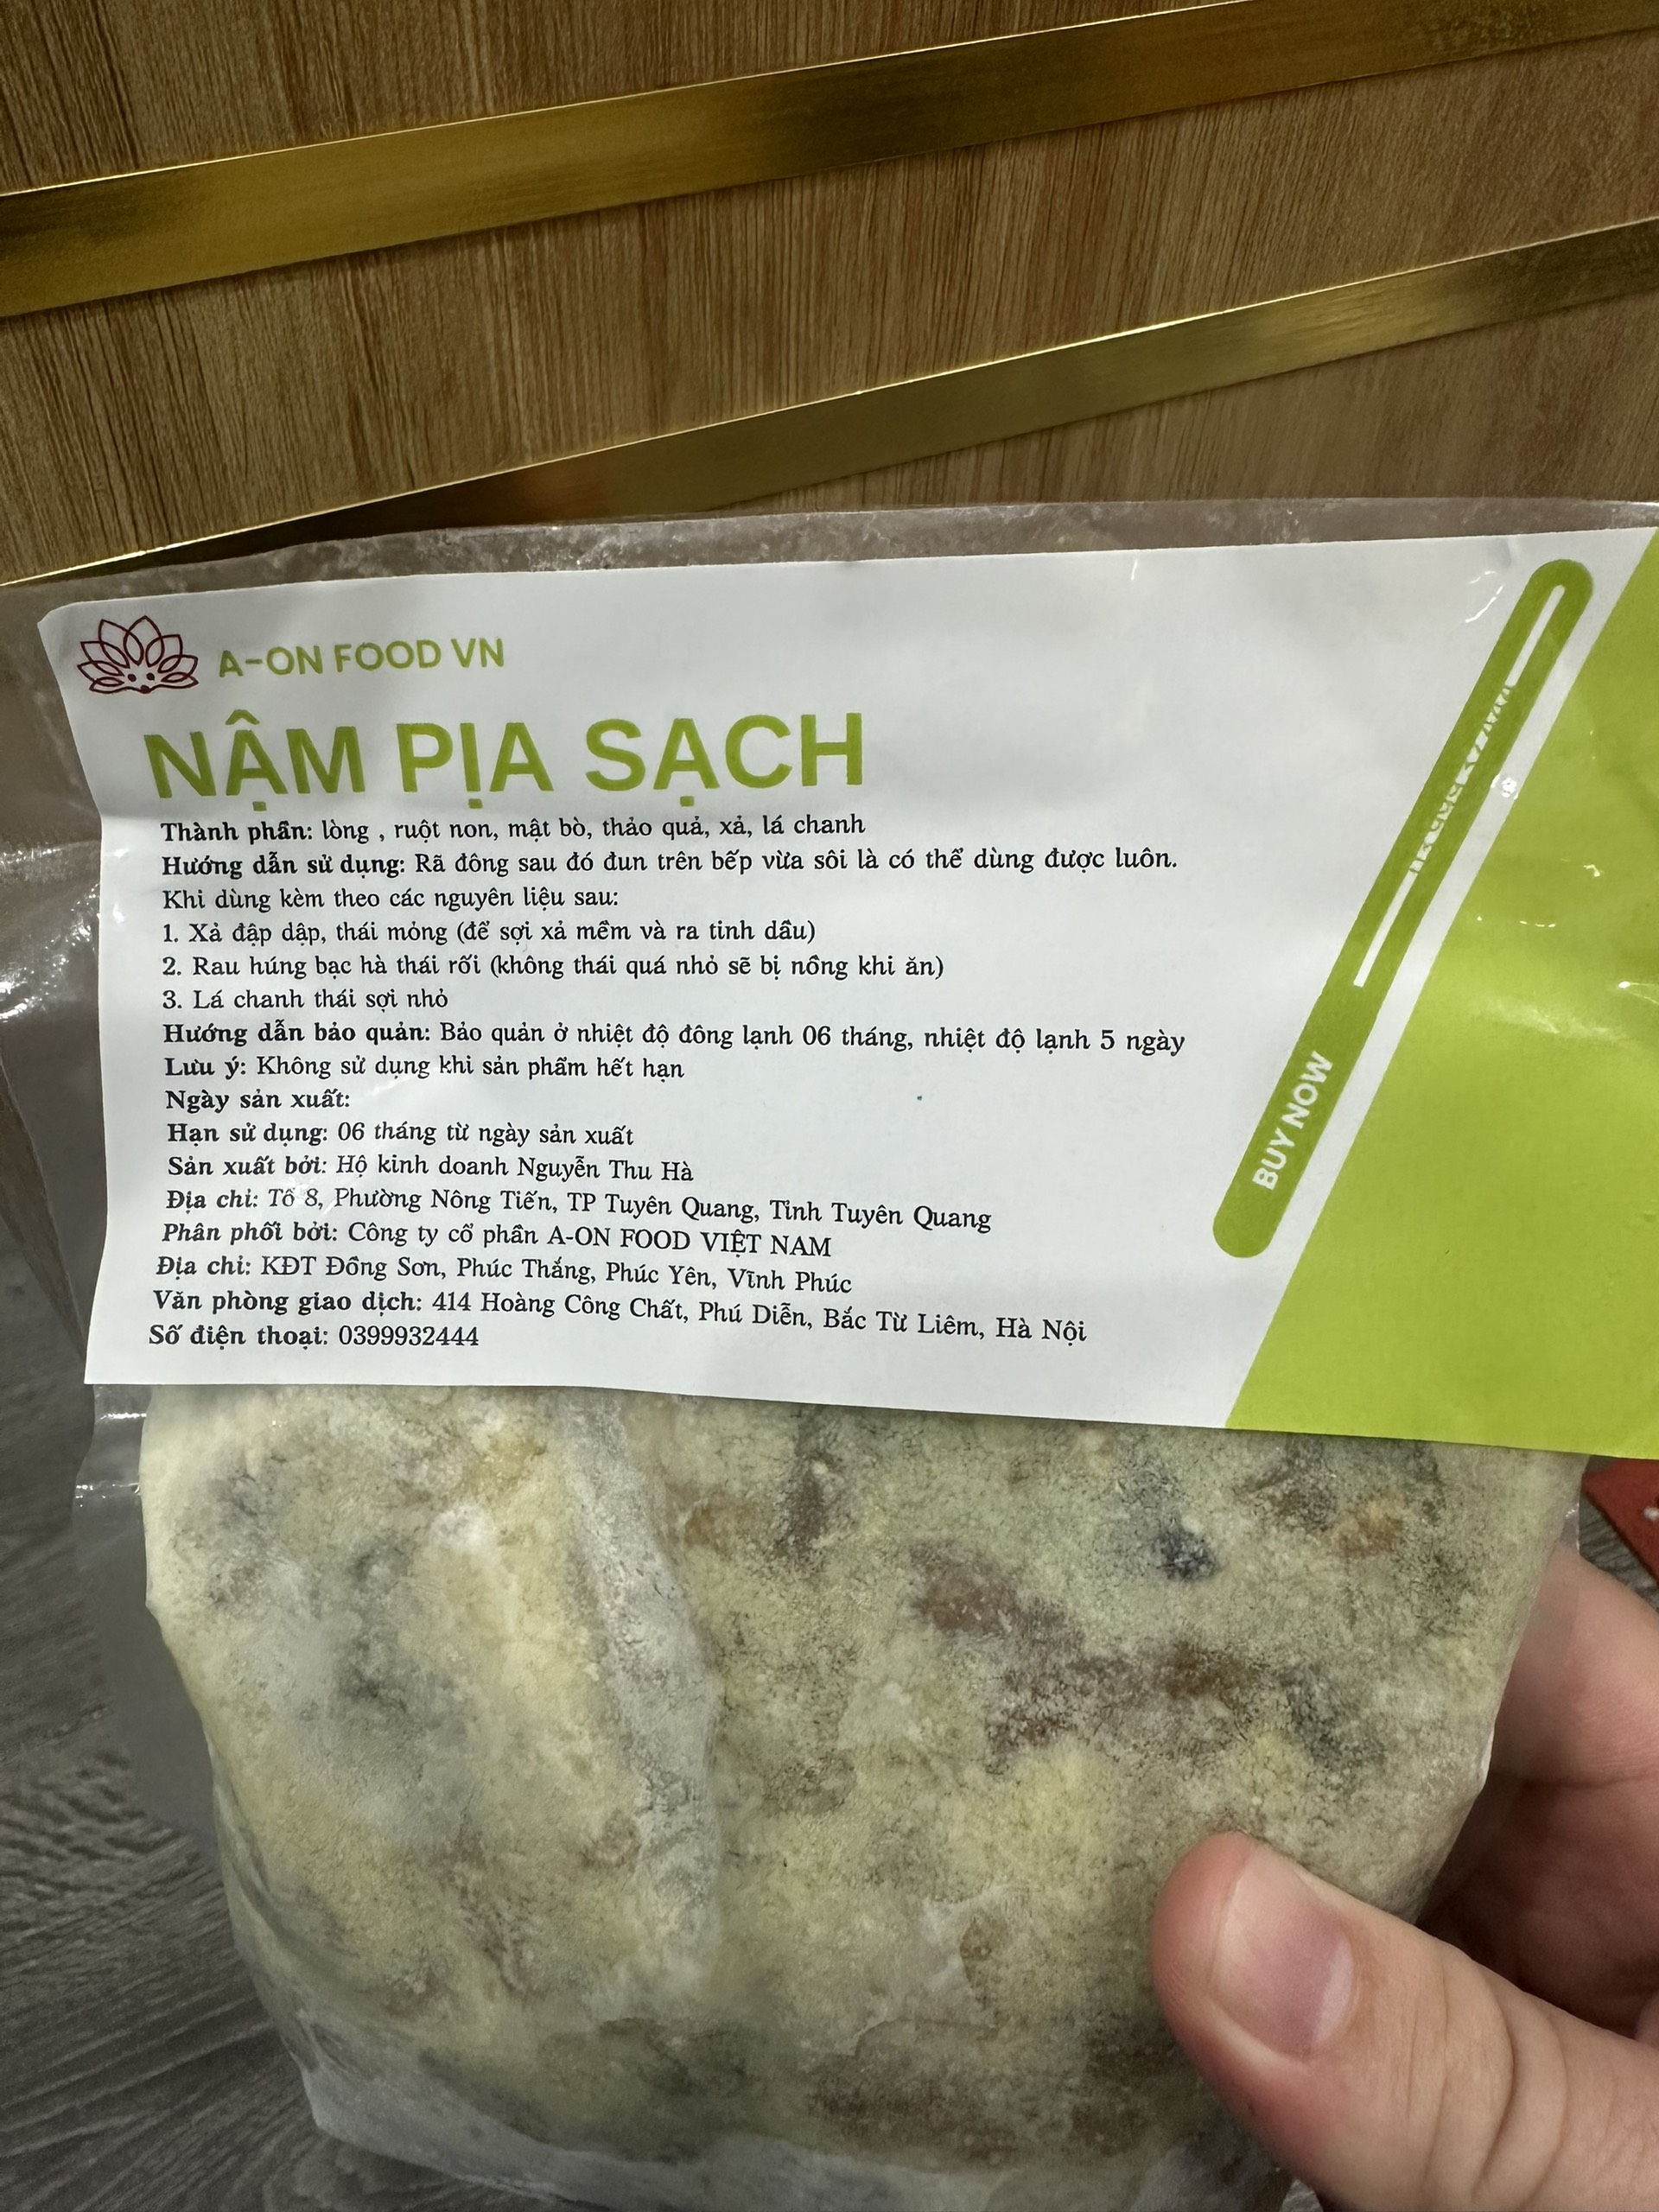 A-ON FOOD VN
NẬM PỊA SẠCH
Thành phần: lòng , ruột non, mật bò, thảo quả, xả, lá chanh
Hướng dẫn sử dụng: Rã đông sau đó đun trên bếp vừa sôi là có thể dùng được luôn.
Khi dùng kèm theo các nguyên liệu sau:
1. Xả đập dập, thái mỏng (để sợi xả mềm và ra tinh dầu)
2. Rau húng bạc hà thái rối (không thái quá nhỏ sẽ bị nồng khi ăn)
3. Lá chanh thái sợi nhỏ
Hướng dẫn bảo quản: Bảo quản ở nhiệt độ đông lạnh 06 tháng, nhiệt độ lạnh 5 ngày
Lưu ý: Không sử dụng khi sản phẩm hết hạn
Ngày sản xuất:
Hạn sử dụng: 06 tháng từ ngày sản xuất
Sản xuất bởi: Hộ kinh doanh Nguyễn Thu Hà
Địa chỉ: Tổ 8, Phường Nông Tiến, TP Tuyên Quang, Tỉnh Tuyên Quang
Phân phối bởi: Công ty cổ phần A-ON FOOD VIỆT NAM
Địa chỉ: KĐT Đồng Sơn, Phúc Thắng, Phúc Yên, Vĩnh Phúc
Văn phòng giao dịch: 414 Hoàng Công Chất, Phú Diễn, Bắc Từ Liêm, Hà Nội
Số điện thoại: 0399932444
BUY NOW